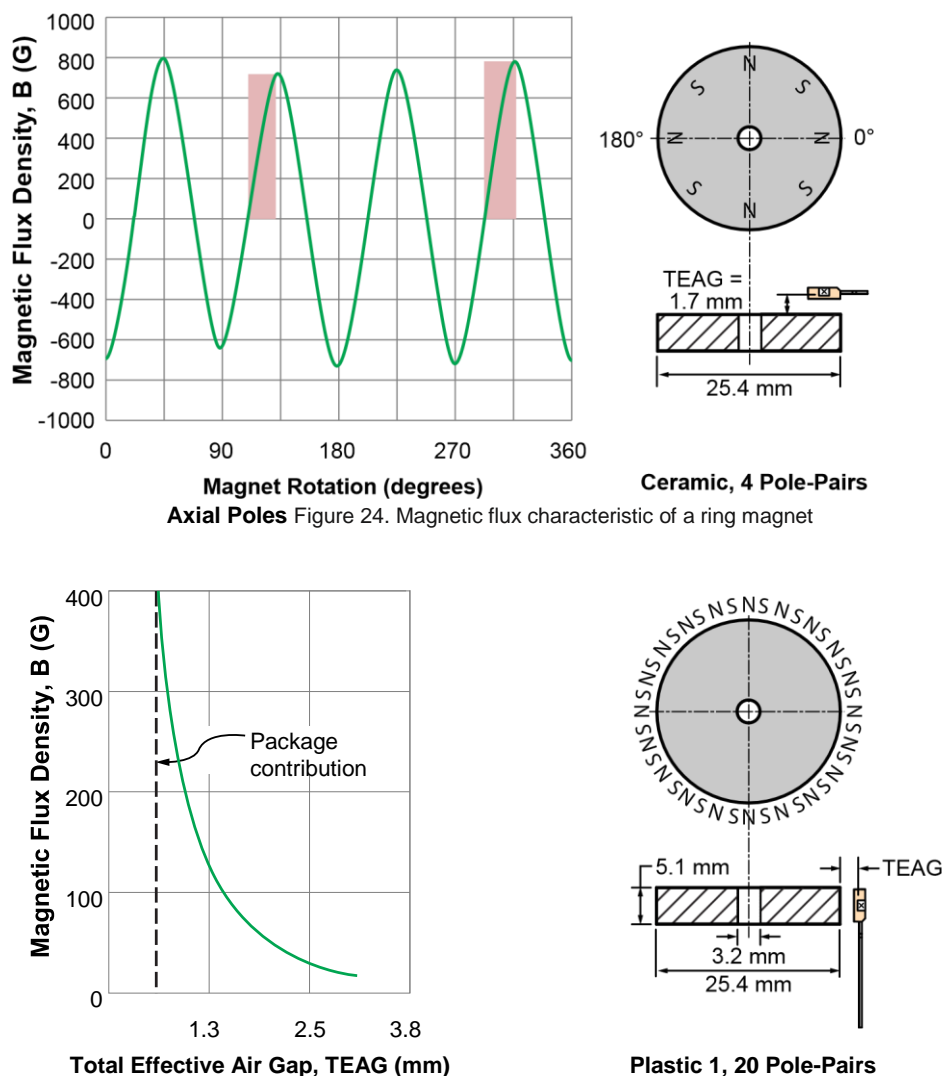 Magnetic Flux Density, B (G)
1000
800
600
400
200
0
-200
-400
-600
-800
-1000
0 90 180 270 360
Magnet Rotation (degrees)
N
S S
180° N N 0°
S S
N
TEAG =
1.7 mm
25.4 mm
Ceramic, 4 Pole-Pairs
Axial Poles Figure 24. Magnetic flux characteristic of a ring magnet
Magnetic Flux Density, B (G)
400
300
200
100
0
Package
contribution
1.3 2.5 3.8
Total Effective Air Gap, TEAG (mm)
NSNSNSNSNSNSNSNSNSNSNSNSNSNSNSNSNSNSNSNS
5.1 mm
TEAG
3.2 mm
25.4 mm
Plastic 1, 20 Pole-Pairs